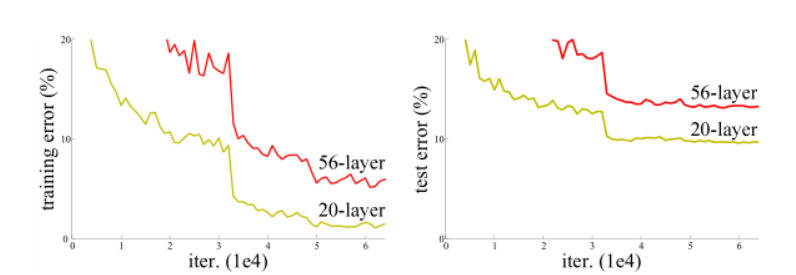 20
10
0
training error (%)
56-layer
20-layer
0 1 2 3 4 5 6
iter. (1e4)
20
10
0
test error (%)
56-layer
20-layer
0 1 2 3 4 5 6
iter. (1e4)